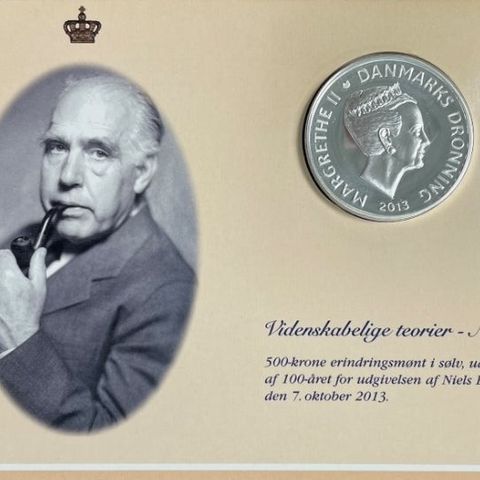 MARGRETHE II DANMARKS DRONNING
2013
Videnskabelige teorier -
500-krone erindringsmønt i sølv,
af 100-året for udgivelsen af Niels
den 7. oktober 2013.